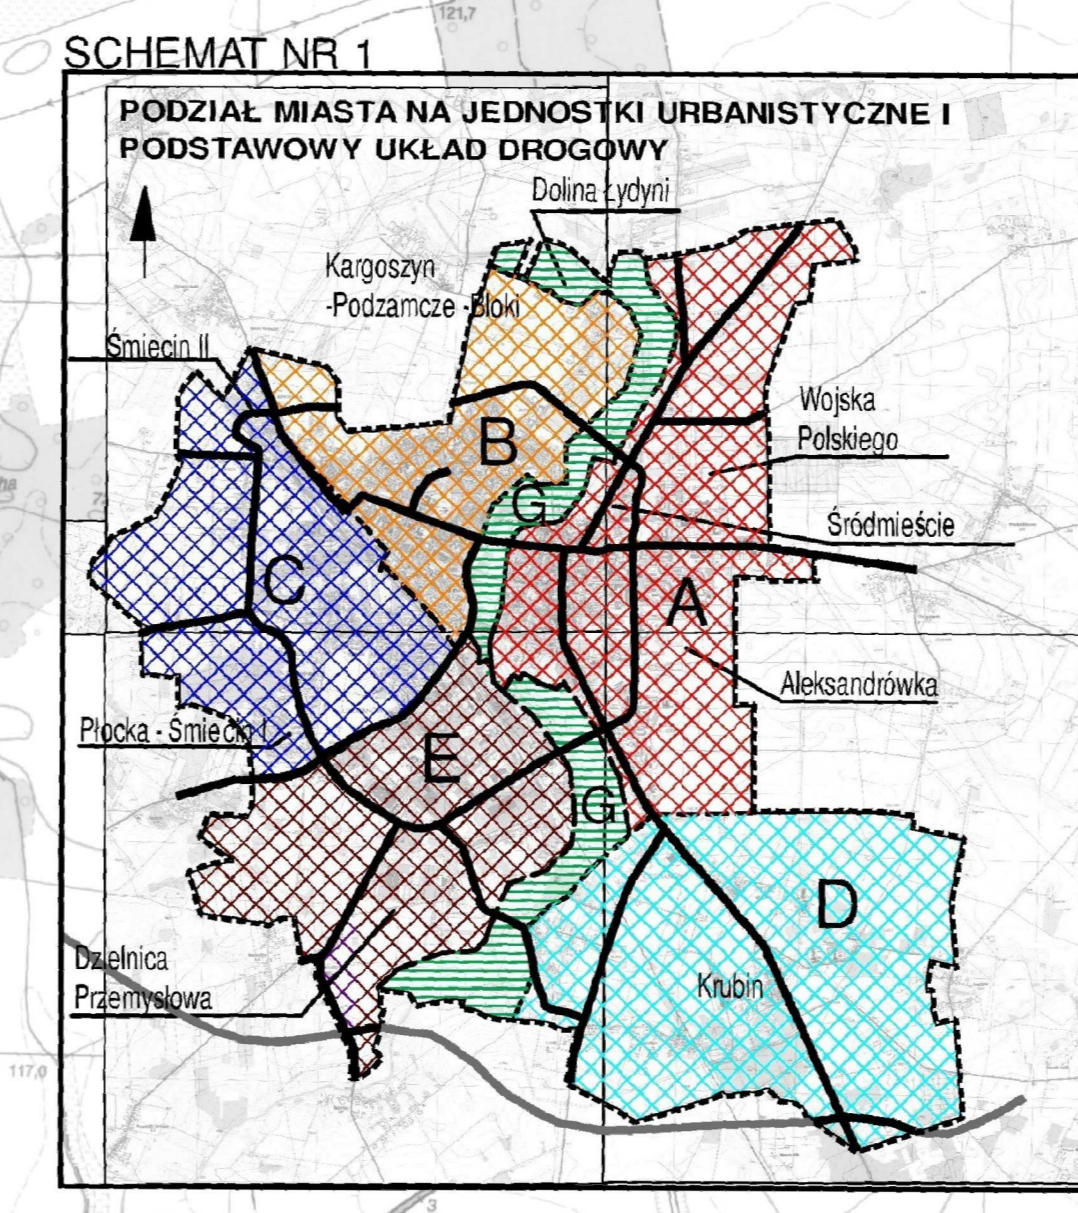 121,7
SCHEMAT NR 1
PODZIAŁ MIASTA NA JEDNOSTKI URBANISTYCZNE I
PODSTAWOWY UKŁAD DROGOWY
Dolina Łydyni
Kargoszyn
-Podzamcze -Bloki
Śmiecin II
Wojska
Polskiego
B
G
Śródmieście
C
A
Aleksandrówka
Płocka - Śmiecin I
E
G
D
Dzielnica
Przemysłowa
Krubin
117,0
3